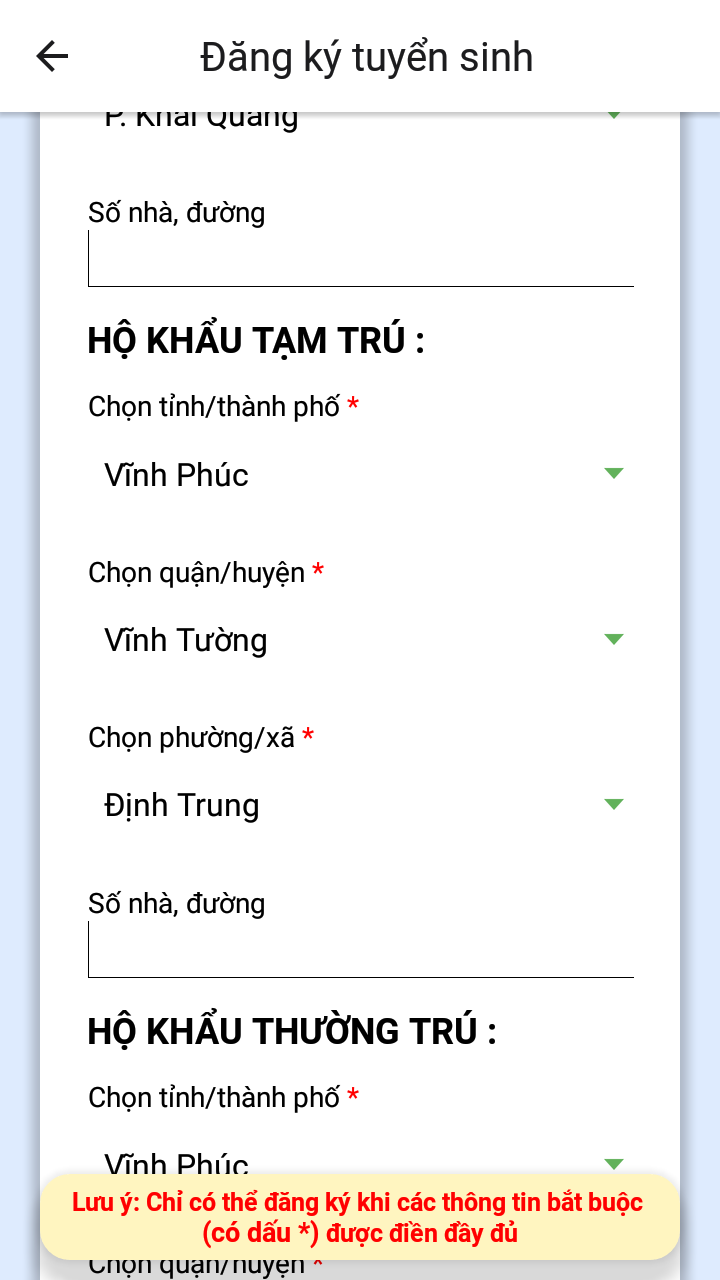 Đăng ký tuyển sinh
P. Khai Quang
Số nhà, đường
HỘ KHẨU TẠM TRÚ :
Chọn tỉnh/thành phố *
Vĩnh Phúc
Chọn quận/huyện *
Vĩnh Tường
Chọn phường/xã *
Định Trung
Số nhà, đường
HỘ KHẨU THƯỜNG TRÚ :
Chọn tỉnh/thành phố *
Vĩnh Phúc
Lưu ý: Chỉ có thể đăng ký khi các thông tin bắt buộc
(có dấu *) được điền đầy đủ
Chọn quận/huyện *